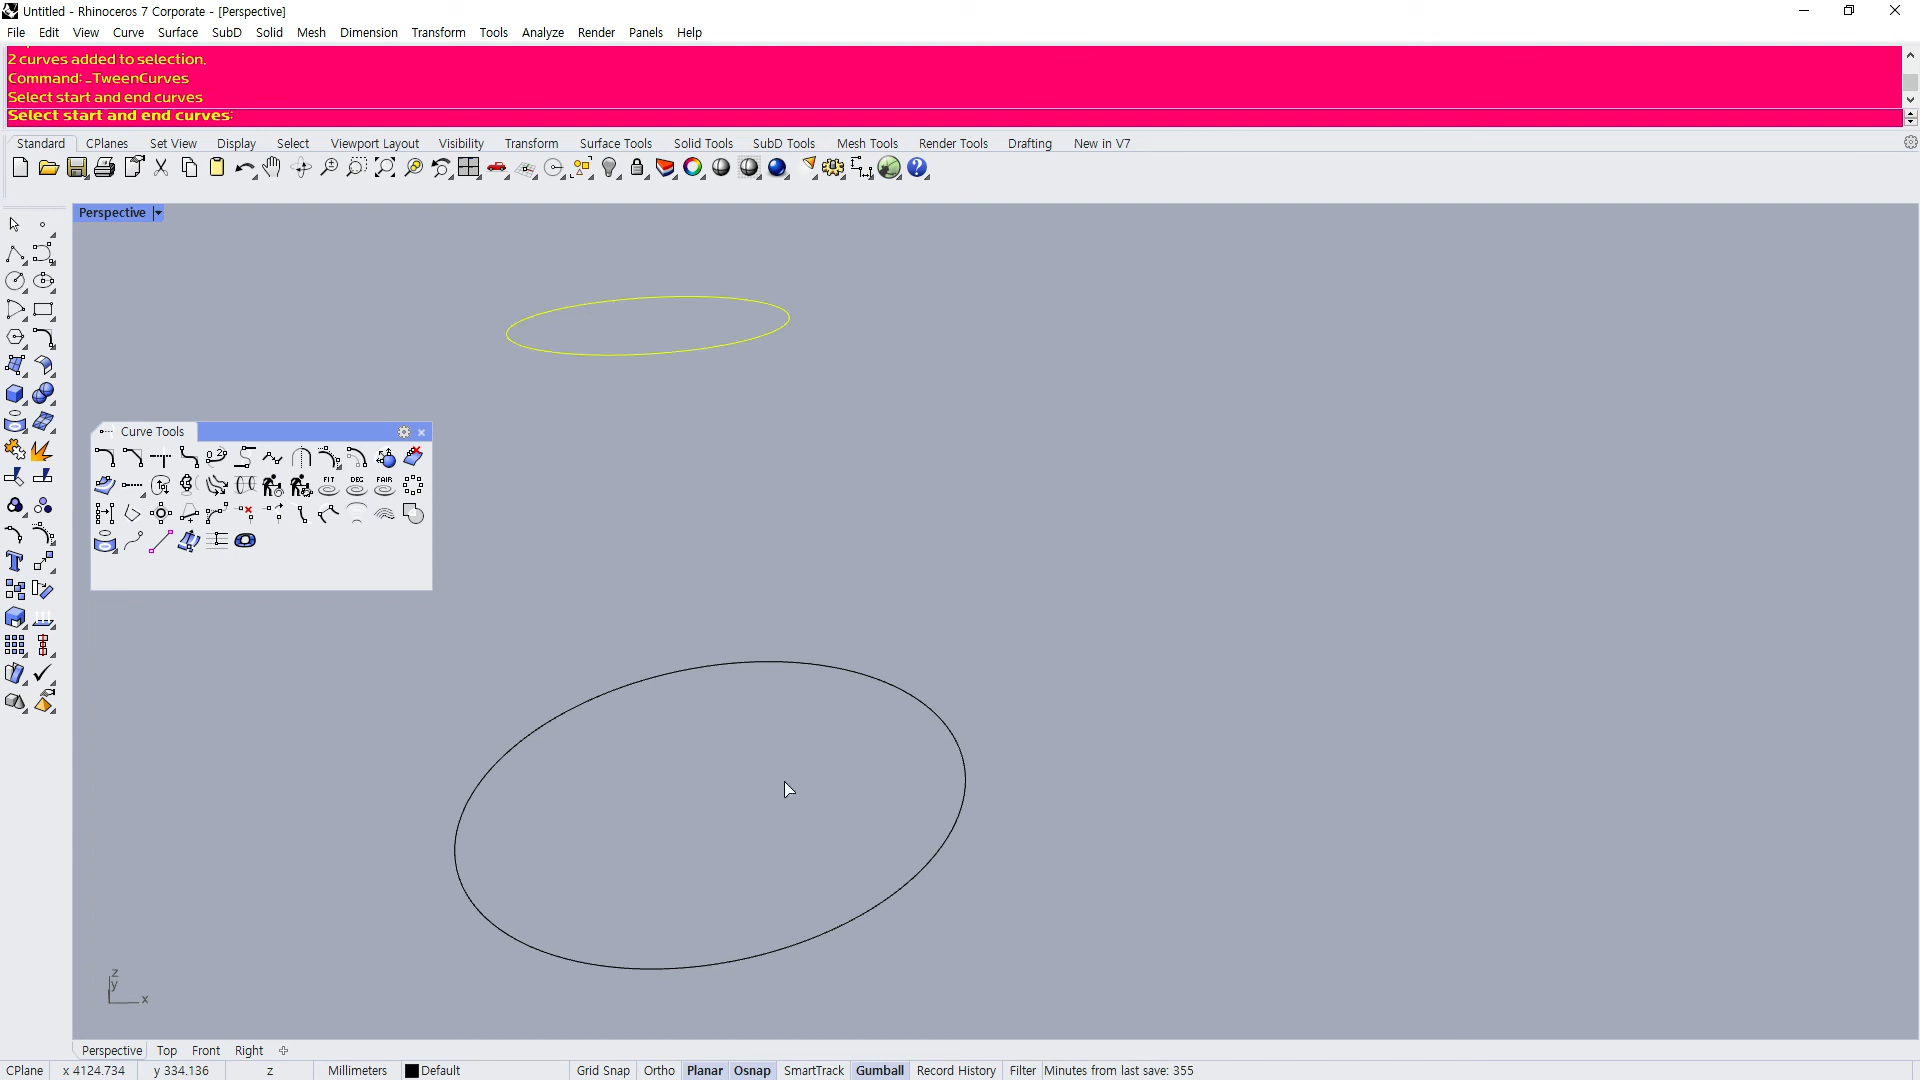 Untitled - Rhinoceros 7 Corporate - [Perspective]
File Edit View Curve Surface SubD Solid Mesh Dimension Transform Tools Analyze Render Panels Help
2 curves added to selection.
Command: _TweenCurves
Select start and end curves
Select start and end curves:
Standard CPlanes Set View Display Select Viewport Layout Visibility Transform Surface Tools Solid Tools SubD Tools Mesh Tools Render Tools Drafting New in V7
Perspective
Curve Tools
FIT DEG FAIR
z
y
x
Perspective Top Front Right
CPlane x 4124.734 y 334.136 z Millimeters Default Grid Snap Ortho Planar Osnap SmartTrack Gumball Record History Filter Minutes from last save: 355